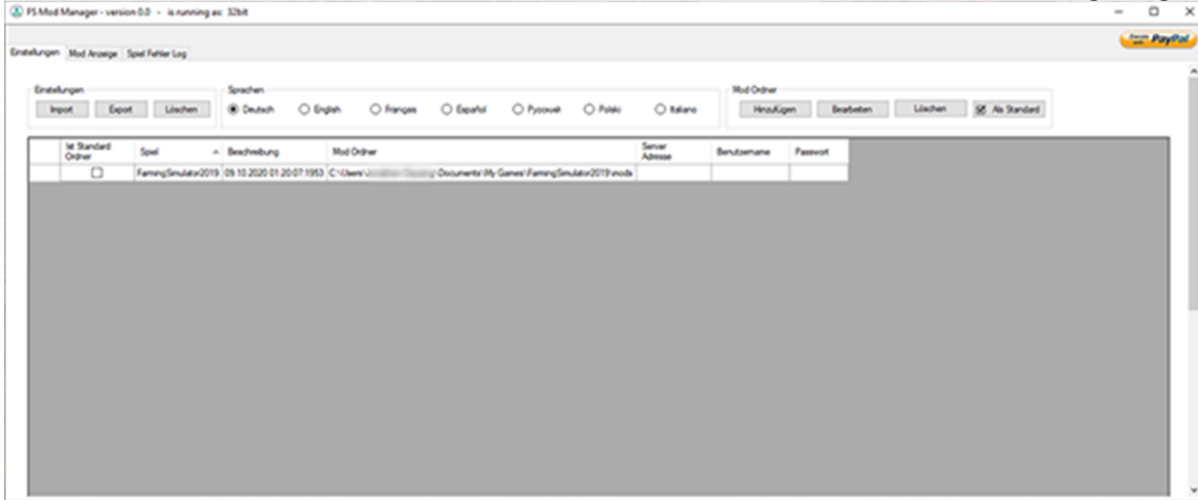 FS Mod Manager - version 0.0 - is running as: 32bit
Donate with PayPal
Einstellungen Mod Anzeige Spiel Fehler Log
Einstellungen Sprachen Mod Ordner
Import Export Löschen Deutsch English Français Español Русский Polski Italiano Hinzufügen Bearbeiten Löschen Als Standard
Ist Standard Ordner Spiel Beschreibung Mod Ordner Server Adresse Benutzername Passwort
FarmingSimulator2019 09.10.2020 01:20:07:1953 C:\Users\ \Documents\My Games\FarmingSimulator2019\mods